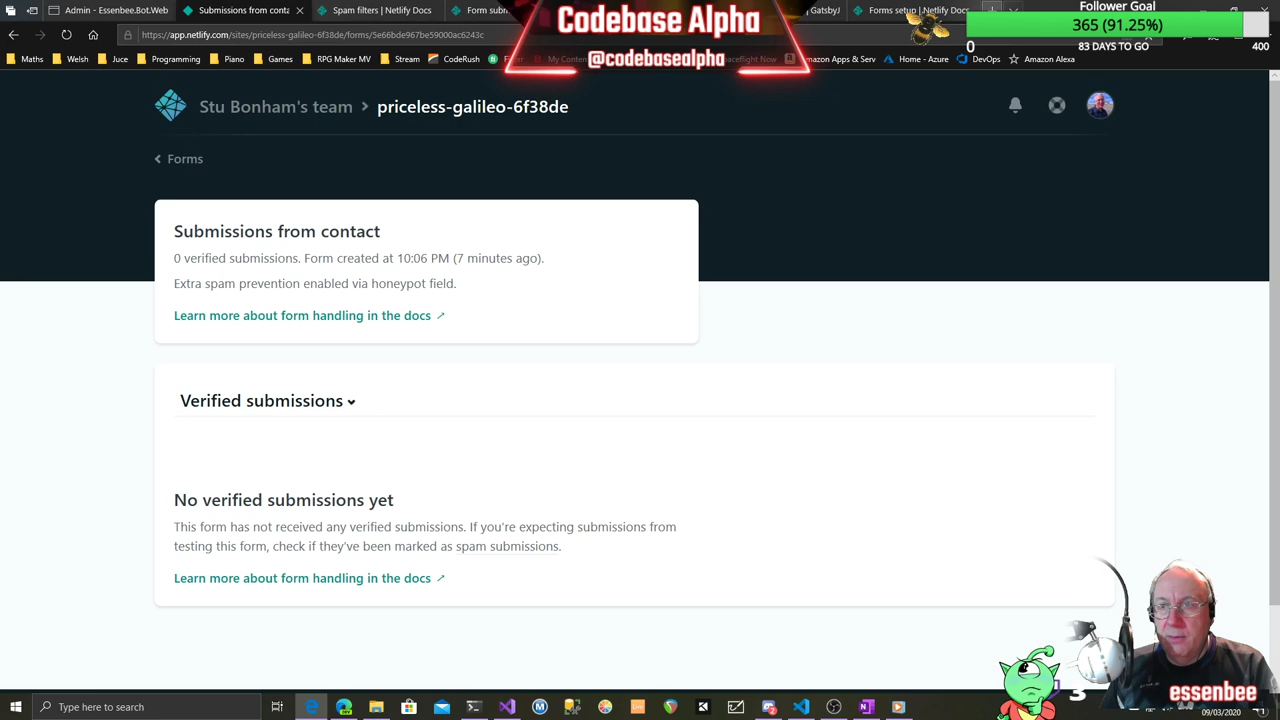 Admin - Essenbee.Bot.Web
Submissions from conta
Spam filters | Netlify Docs
Form subm
GatsbyJ
Forms setup | Netlify Docs
Follower Goal
365 (91.25%)
0
83 DAYS TO GO
400
Codebase Alpha
@codebasealpha
https://app.netlify.com/sites/priceless-galileo-6f38de/forms/5e66bde967be59000ac6243c
Maths
Welsh
Juce
Programming
Piano
Games
RPG Maker MV
Stream
CodeRush
My Conten
Spaceflight Now
Amazon Apps & Serv
Home - Azure
DevOps
Amazon Alexa
Stu Bonham's team > priceless-galileo-6f38de
Forms
Submissions from contact
0 verified submissions. Form created at 10:06 PM (7 minutes ago).
Extra spam prevention enabled via honeypot field.
Learn more about form handling in the docs
Verified submissions
No verified submissions yet
This form has not received any verified submissions. If you're expecting submissions from
testing this form, check if they've been marked as spam submissions.
Learn more about form handling in the docs
3
essenbee
Type here to search
09/03/2020